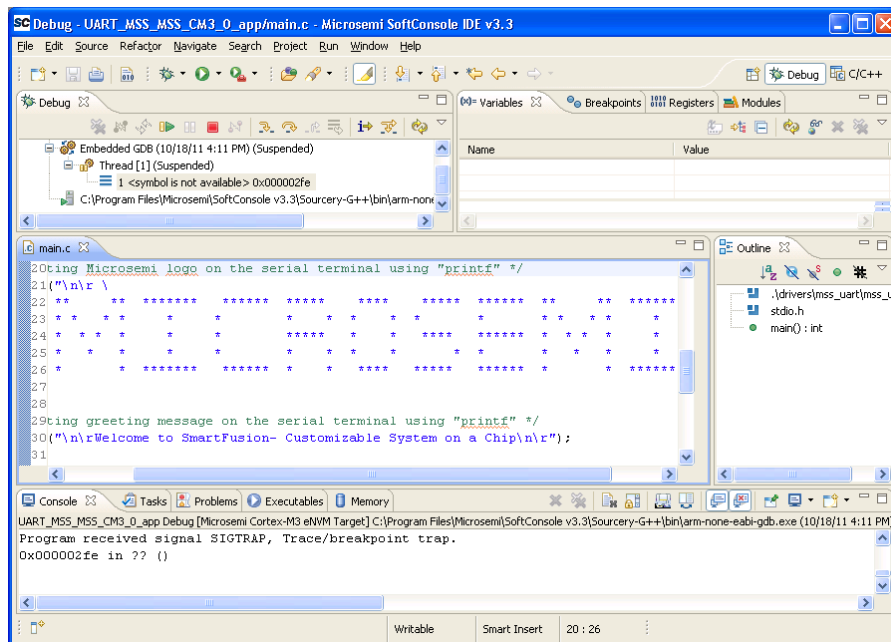 SC Debug - UART_MSS_MSS_CM3_0_app/main.c - Microsemi SoftConsole IDE v3.3
File Edit Source Refactor Navigate Search Project Run Window Help
Debug C/C++
Debug
Embedded GDB (10/18/11 4:11 PM) (Suspended)
Thread [1] (Suspended)
1 <symbol is not available> 0x000002fe
C:\Program Files\Microsemi\SoftConsole v3.3\Sourcery-G++\bin\arm-none
(x)= Variables Breakpoints 1010 0101 Registers Modules
Name Value
.c main.c
20ting Microsemi logo on the serial terminal using "printf" */
21("\n\r \
22 ** ** ******* ****** ***** **** ***** ****** ** ** ******
23 * * * * * * * * * * * * * * * * *
24 * * * * * ***** * * **** ****** * * * *
25 * * * * * * * * * * * * * *
26 * * ******* ****** * * **** ***** ****** * * ******
27
28
29ting greeting message on the serial terminal using "printf" */
30("\n\rWelcome to SmartFusion- Customizable System on a Chip\n\r");
31
Outline
.\drivers\mss_uart\mss_u
stdio.h
main() : int
Console Tasks Problems Executables Memory
UART_MSS_MSS_CM3_0_app Debug [Microsemi Cortex-M3 eNVM Target] C:\Program Files\Microsemi\SoftConsole v3.3\Sourcery-G++\bin\arm-none-eabi-gdb.exe (10/18/11 4:11 PM)
Program received signal SIGTRAP, Trace/breakpoint trap.
0x000002fe in ?? ()
Writable Smart Insert 20 : 26